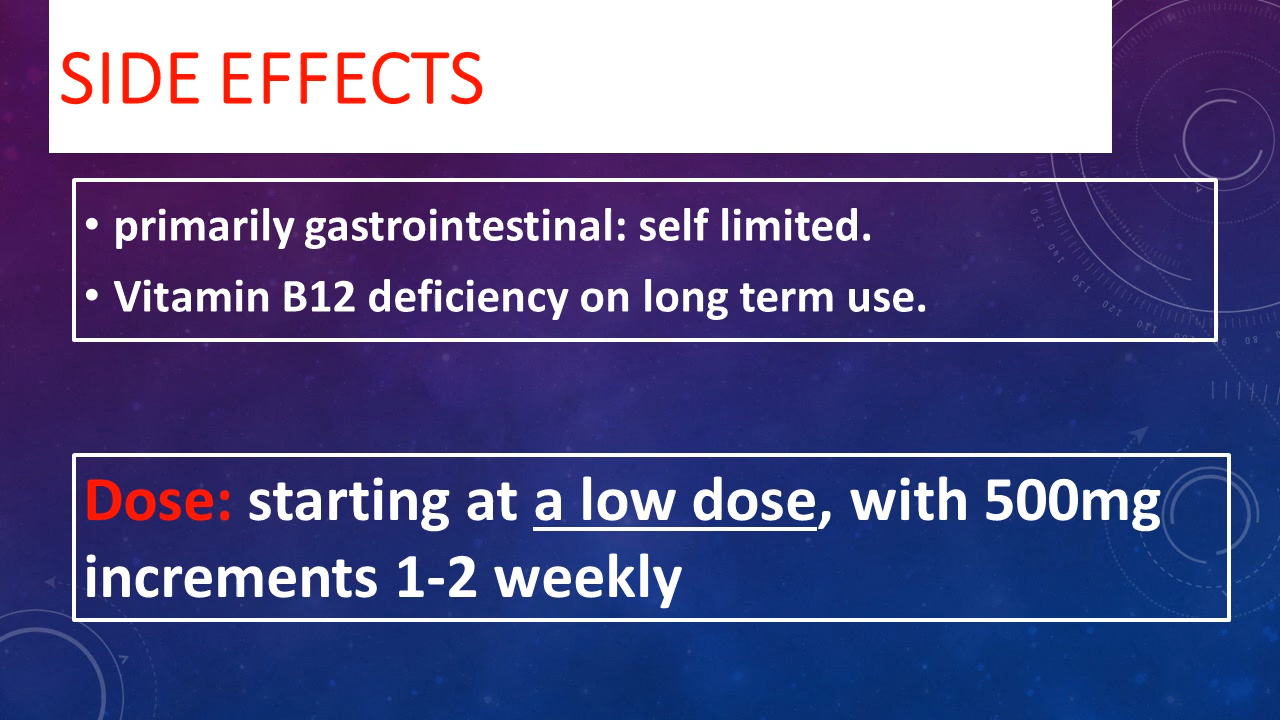 SIDE EFFECTS
• primarily gastrointestinal: self limited.
• Vitamin B12 deficiency on long term use.
Dose: starting at a low dose, with 500mg
increments 1-2 weekly